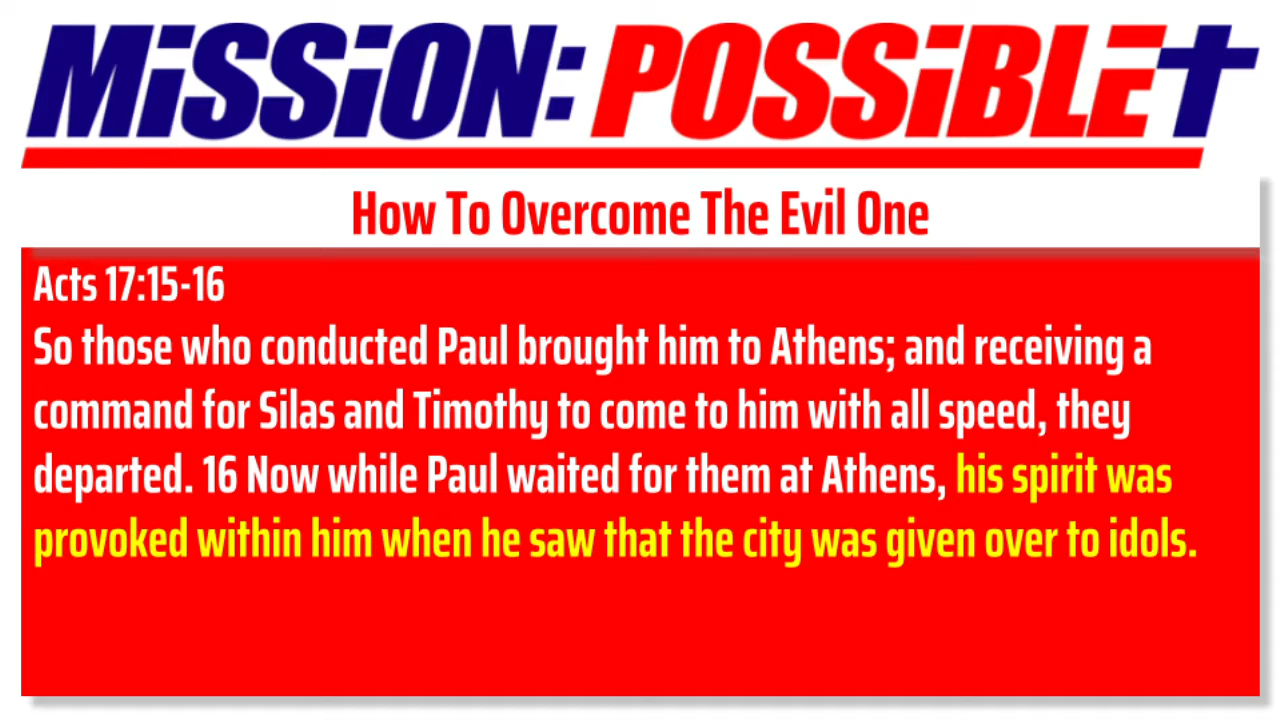 MiSSiON: POSSiBLE
How To Overcome The Evil One
Acts 17:15-16
So those who conducted Paul brought him to Athens; and receiving a
command for Silas and Timothy to come to him with all speed, they
departed. 16 Now while Paul waited for them at Athens, his spirit was
provoked within him when he saw that the city was given over to idols.